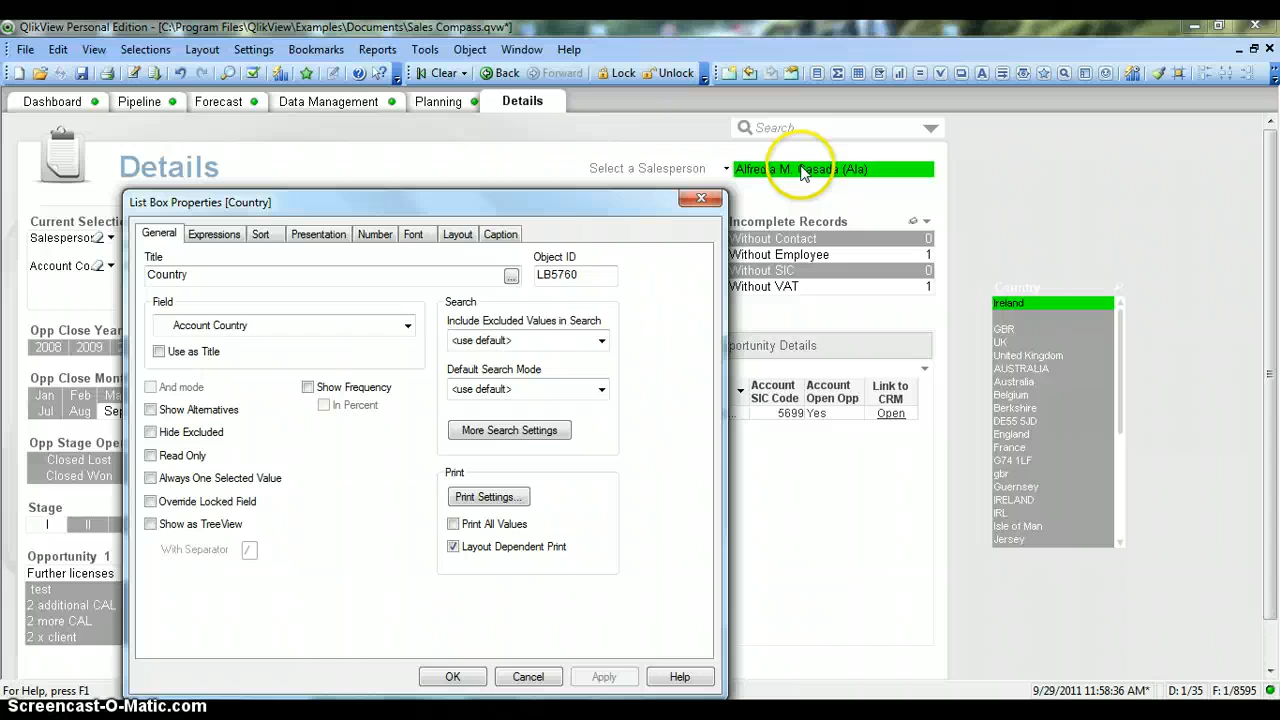 QlikView Personal Edition - [C:\Program Files\QlikView\Examples\Documents\Sales Compass.qvw*]
File Edit View Selections Layout Settings Bookmarks Reports Tools Object Window Help
Clear Back Forward Lock Unlock
Dashboard Pipeline Forecast Data Management Planning Details
Search
Details
Select a Salesperson
(Ala)
Current Selecti
Salesperson
Account Co
Opp Close Year
2008 2009
Opp Close Mon
Jan Feb
Jul Aug
Opp Stage Ope
Closed Lost
Closed Won
Stage
I II
Opportunity 1
Further licenses
test
2 additional CAL
2 more CAL
2 x client
List Box Properties [Country]
General Expressions Sort Presentation Number Font Layout Caption
Title
Country
...
Object ID
LB5760
Field
Account Country
Use as Title
And mode
Show Frequency
In Percent
Show Alternatives
Hide Excluded
Read Only
Always One Selected Value
Override Locked Field
Show as TreeView
With Separator /
Search
Include Excluded Values in Search
<use default>
Default Search Mode
<use default>
More Search Settings
Print
Print Settings...
Print All Values
Layout Dependent Print
OK Cancel Apply Help
Incomplete Records
Without Contact 0
Without Employee 1
Without SIC 0
Without VAT 1
portunity Details
Account SIC Code
Account Open Opp
Link to CRM
5699 Yes Open
Country
Ireland
GBR
UK
United Kingdom
AUSTRALIA
Australia
Belgium
Berkshire
DE55 5JD
England
France
G74 1LF
gbr
Guernsey
IRELAND
IRL
Isle of Man
Jersey
For Help, press F1
9/29/2011 11:58:36 AM*
D: 1/35
F: 1/8595
Screencast-O-Matic.com